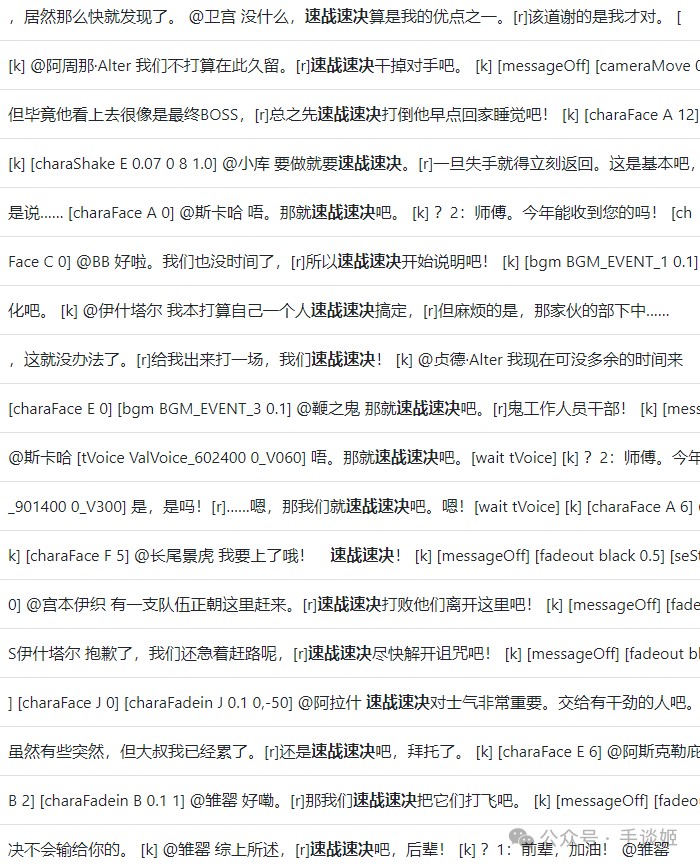 ，居然那么快就发现了。 @卫宫 没什么，速战速决算是我的优点之一。[r]该道谢的是我才对。 [
[k] @阿周那·Alter 我们不打算在此久留。[r]速战速决干掉对手吧。 [k] [messageOff] [cameraMove 0
但毕竟他看上去很像是最终BOSS，[r]总之先速战速决打倒他早点回家睡觉吧！ [k] [charaFace A 12]
[k] [charaShake E 0.07 0 8 1.0] @小库 要做就要速战速决。[r]一旦失手就得立刻返回。这是基本吧，
是说…… [charaFace A 0] @斯卡哈 唔。那就速战速决吧。 [k] ？2：师傅。今年能收到您的吗！ [ch
Face C 0] @BB 好啦。我们也没时间了，[r]所以速战速决开始说明吧！ [k] [bgm BGM_EVENT_1 0.1]
化吧。 [k] @伊什塔尔 我本打算自己一个人速战速决搞定，[r]但麻烦的是，那家伙的部下中……
，这就没办法了。[r]给我出来打一场，我们速战速决！ [k] @贞德·Alter 我现在可没多余的时间来
[charaFace E 0] [bgm BGM_EVENT_3 0.1] @鞭之鬼 那就速战速决吧。[r]鬼工作人员干部！ [k] [mes
@斯卡哈 [tVoice ValVoice_602400 0_V060] 唔。那就速战速决吧。[wait tVoice] [k] ？2：师傅。今年
_901400 0_V300] 是，是吗！[r]……嗯，那我们就速战速决吧。嗯！[wait tVoice] [k] [charaFace A 6]
k] [charaFace F 5] @长尾景虎 我要上了哦！ 速战速决！ [k] [messageOff] [fadeout black 0.5] [seSt
0] @宫本伊织 有一支队伍正朝这里赶来。[r]速战速决打败他们离开这里吧！ [k] [messageOff] [fade
S伊什塔尔 抱歉了，我们还急着赶路呢，[r]速战速决尽快解开诅咒吧！ [k] [messageOff] [fadeout bl
] [charaFace J 0] [charaFadein J 0.1 0,-50] @阿拉什 速战速决对士气非常重要。交给有干劲的人吧。
虽然有些突然，但大叔我已经累了。[r]还是速战速决吧，拜托了。 [k] [charaFace E 6] @阿斯克勒庇
B 2] [charaFadein B 0.1 1] @雏罂 好嘞。[r]那我们速战速决把它们打飞吧。 [k] [messageOff] [fadeo
决不会输给你的。 [k] @雏罂 综上所述，[r]速战速决吧，后辈！ [k] ？1：前辈，加油！ @雏罂
公众号·手谈姬